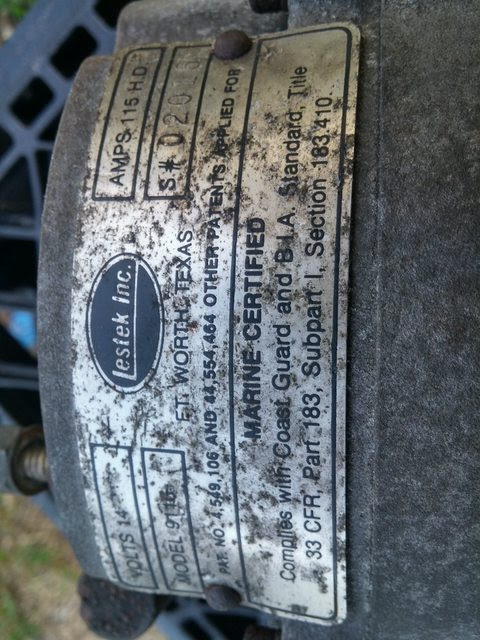 VOLTS 14
AMPS 115 H.D
Lestek Inc.
MODEL
S.# 020
FT. WORTH, TEXAS
PAT. NO. 4,549,106 AND 44,554,464 OTHER PATENTS APPLIED FOR
MARINE CERTIFIED
Complies with Coast Guard and B.I.A. Standard, Title
33 CFR, Part 183, Subpart I, Section 183.410